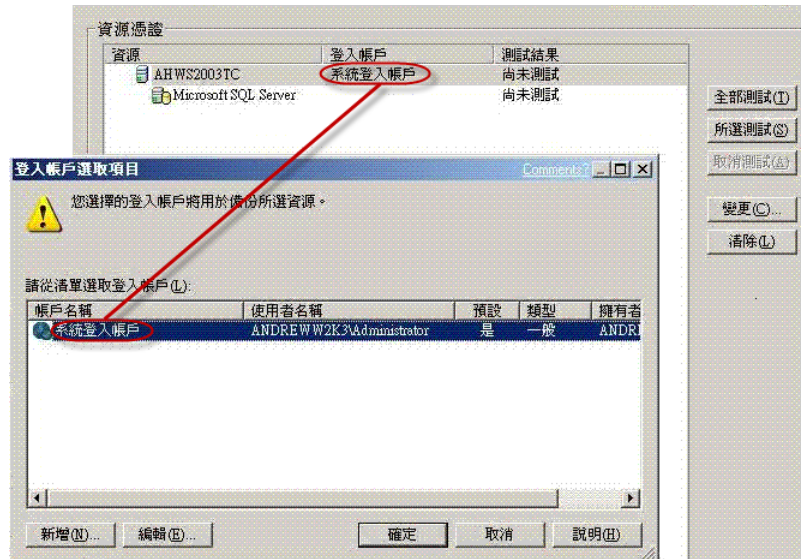 資源憑證
資源 登入帳戶 測試結果
AHWS2003TC 系統登入帳戶 尚未測試
Microsoft SQL Server 尚未測試
全部測試(T)
所選測試(S)
取消測試(A)
變更(C)...
清除(L)
登入帳戶選取項目 Comments?
您選擇的登入帳戶將用於備份所選資源。
請從清單選取登入帳戶(L):
帳戶名稱 使用者名稱 預設 類型 擁有者
系統登入帳戶 ANDREWW2K3\Administrator 是 一般 ANDRE
新增(N)... 編輯(E)... 確定 取消 說明(H)